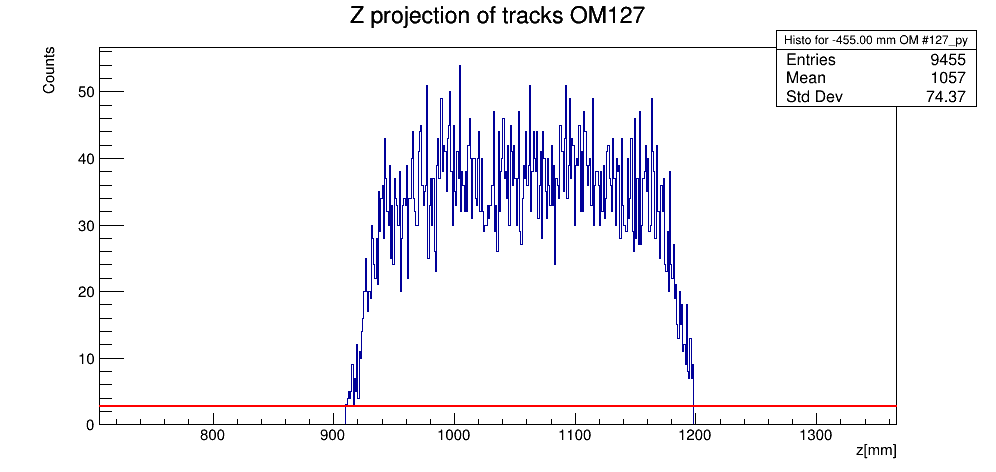 Z projection of tracks OM127
Histo for -455.00 mm OM #127_py
Entries 9455
Mean 1057
Std Dev 74.37
Counts
50
40
30
20
10
0
800 900 1000 1100 1200 1300
z[mm]